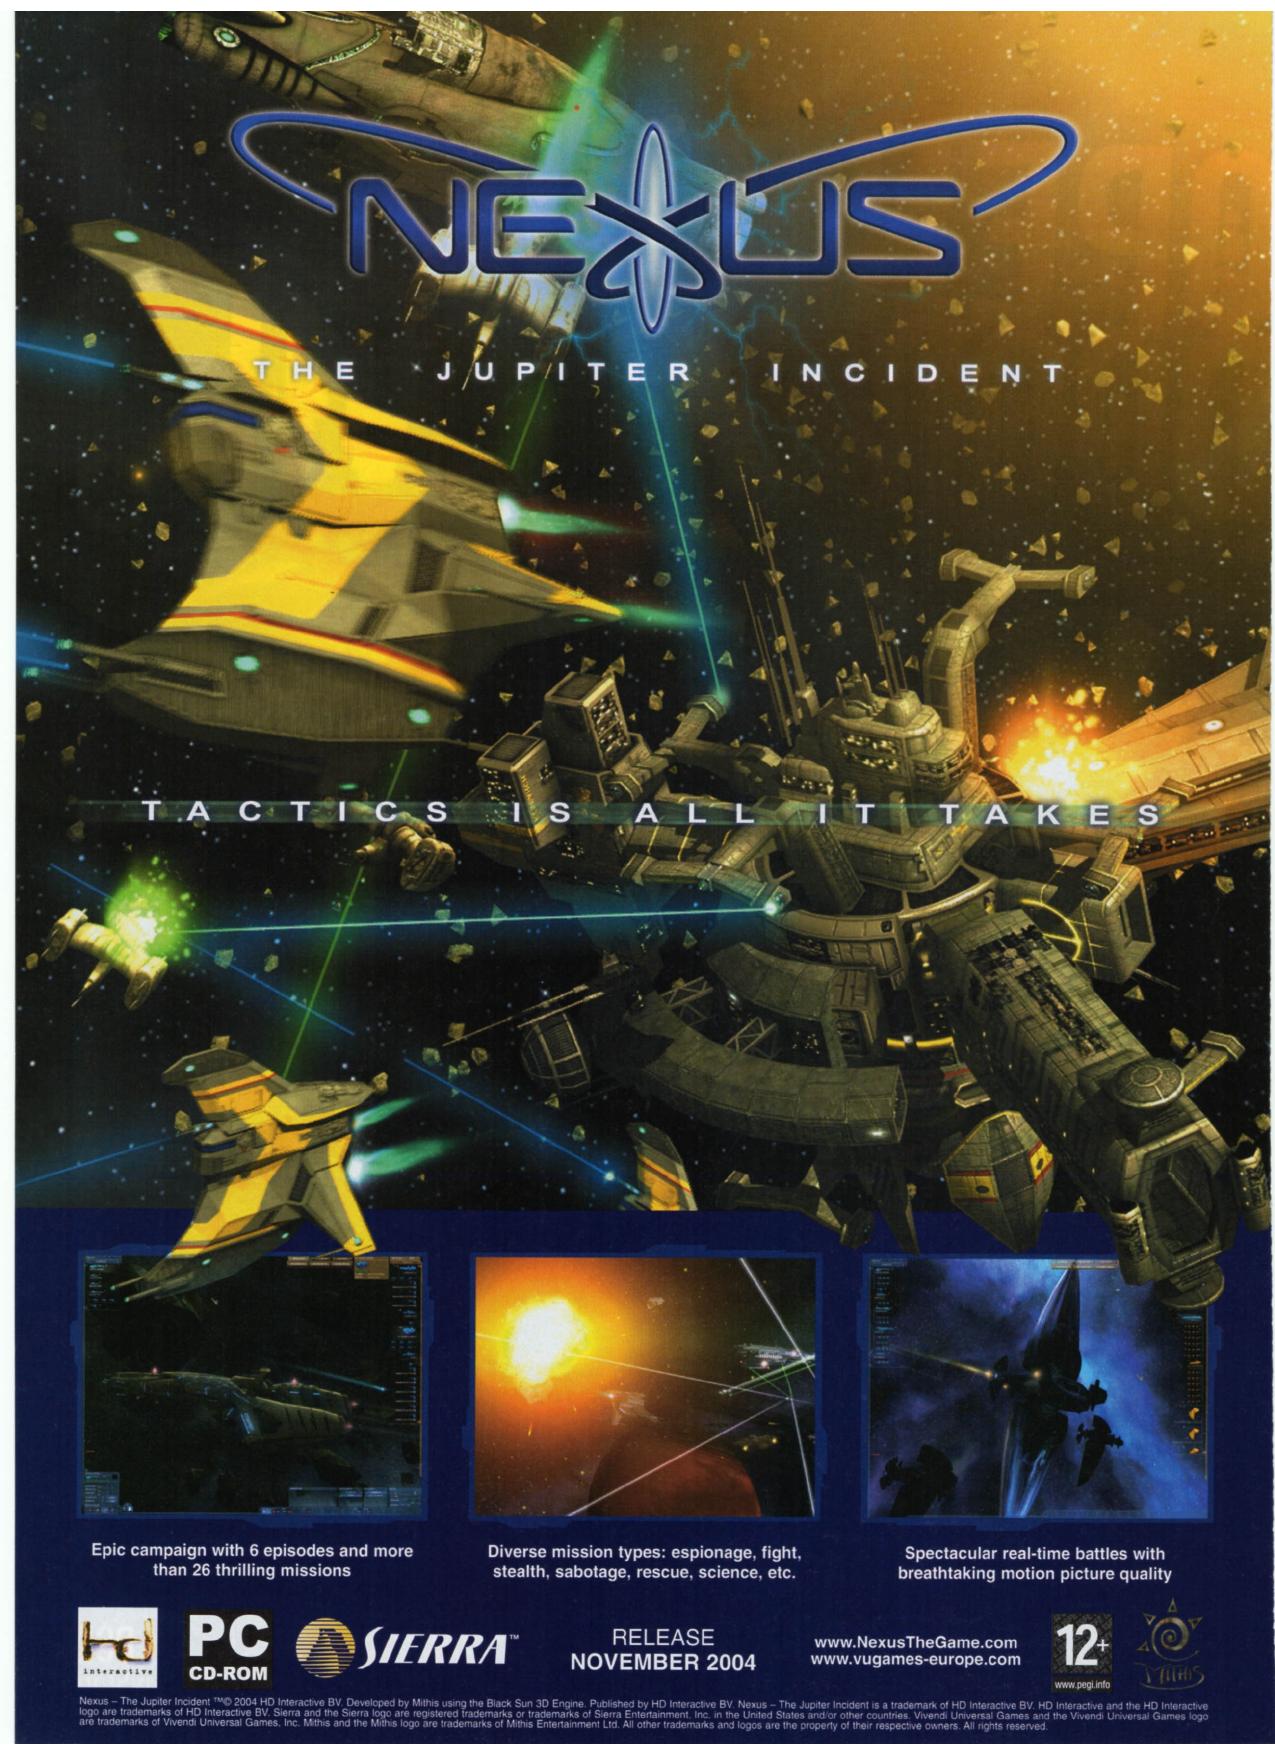 NEXUS
THE JUPITER INCIDENT
TACTICS IS ALL IT TAKES
Epic campaign with 6 episodes and more
than 26 thrilling missions
Diverse mission types: espionage, fight,
stealth, sabotage, rescue, science, etc.
Spectacular real-time battles with
breathtaking motion picture quality
hd
interactive
PC
CD-ROM
SIERRA™
RELEASE
NOVEMBER 2004
www.NexusTheGame.com
www.vugames-europe.com
12+
www.pegi.info
MITHIS
Nexus – The Jupiter Incident ™© 2004 HD Interactive BV. Developed by Mithis using the Black Sun 3D Engine. Published by HD Interactive BV. Nexus – The Jupiter Incident is a trademark of HD Interactive BV. HD Interactive and the HD Interactive
logo are trademarks of HD Interactive BV. Sierra and the Sierra logo are registered trademarks or trademarks of Sierra Entertainment, Inc. in the United States and/or other countries. Vivendi Universal Games and the Vivendi Universal Games logo
are trademarks of Vivendi Universal Games, Inc. Mithis and the Mithis logo are trademarks of Mithis Entertainment Ltd. All other trademarks and logos are the property of their respective owners. All rights reserved.